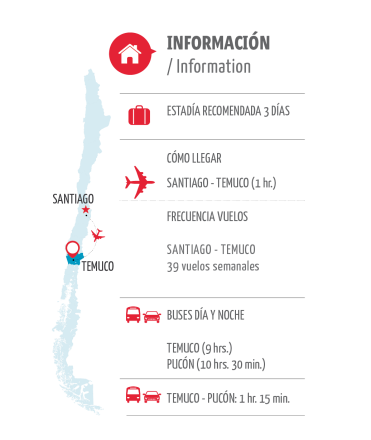 INFORMACIÓN
/ Information
ESTADÍA RECOMENDADA 3 DÍAS
CÓMO LLEGAR
SANTIAGO - TEMUCO (1 hr.)
FRECUENCIA VUELOS
SANTIAGO - TEMUCO
39 vuelos semanales
BUSES DÍA Y NOCHE
TEMUCO (9 hrs.)
PUCÓN (10 hrs. 30 min.)
TEMUCO - PUCÓN: 1 hr. 15 min.
SANTIAGO
TEMUCO